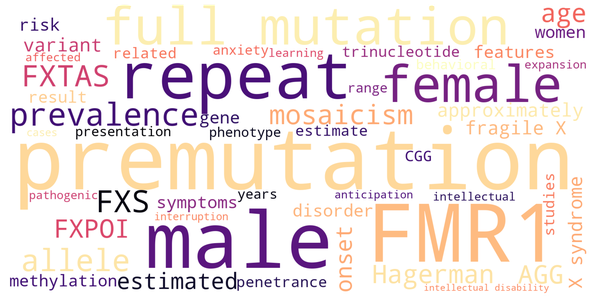 risk
full mutation
age
variant
affected
related
anxiety
learning
trinucleotide
features
women
FXTAS
repeat
range
behavioral
expansion
female
result
prevalence
gene
mosaicism
approximately
cases
presentation
phenotype
estimate
fragile X
premutation
CGG
pathogenic
FXS
symptoms
years
anticipation
intellectual
studies
FXPOI
interruption
male
disorder
onset
FMR1
X syndrome
allele
Hagerman
AGG
methylation
estimated
penetrance
intellectual disability